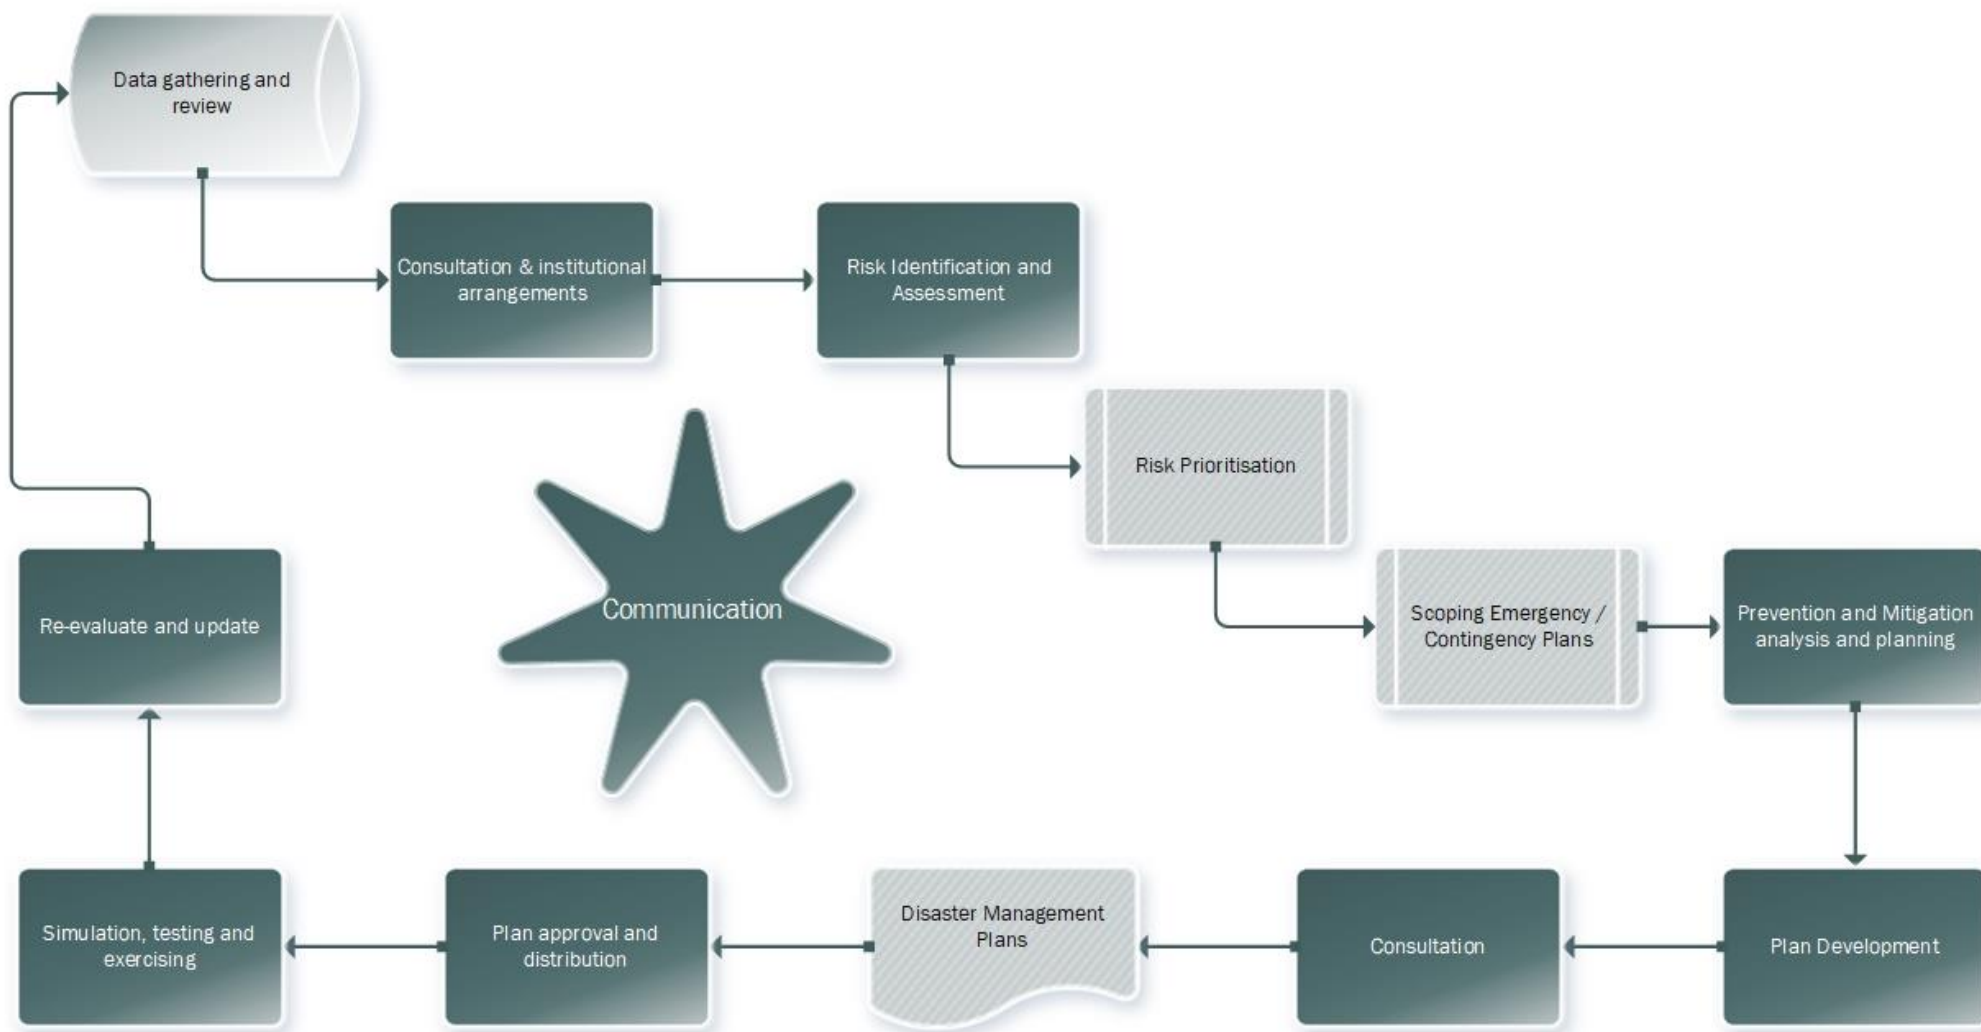 Data gathering and
review
Consultation & institutional
arrangements
Risk Identification and
Assessment
Risk Prioritisation
Scoping Emergency /
Contingency Plans
Prevention and Mitigation
analysis and planning
Communication
Re-evaluate and update
Simulation, testing and
exercising
Plan approval and
distribution
Disaster Management
Plans
Consultation
Plan Development